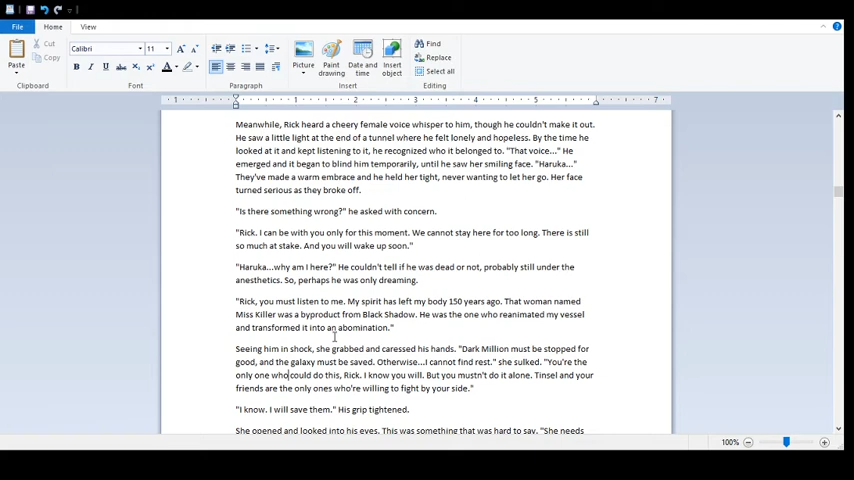 File
Home
View
Paste
Cut
Copy
Clipboard
Calibri
11
Font
Paragraph
Picture
Paint drawing
Date and time
Insert object
Insert
Find
Replace
Select all
Editing
1 1 2 3 4 5 6 7
Meanwhile, Rick heard a cheery female voice whisper to him, though he couldn't make it out.
He saw a little light at the end of a tunnel where he felt lonely and hopeless. By the time he
looked at it and kept listening to it, he recognized who it belonged to. "That voice..." He
emerged and it began to blind him temporarily, until he saw her smiling face. "Haruka..."
They've made a warm embrace and he held her tight, never wanting to let her go. Her face
turned serious as they broke off.
"Is there something wrong?" he asked with concern.
"Rick. I can be with you only for this moment. We cannot stay here for too long. There is still
so much at stake. And you will wake up soon."
"Haruka...why am I here?" He couldn't tell if he was dead or not, probably still under the
anesthetics. So, perhaps he was only dreaming.
"Rick, you must listen to me. My spirit has left my body 150 years ago. That woman named
Miss Killer was a byproduct from Black Shadow. He was the one who reanimated my vessel
and transformed it into an abomination."
Seeing him in shock, she grabbed and caressed his hands. "Dark Million must be stopped for
good, and the galaxy must be saved. Otherwise...I cannot find rest." she sulked. "You're the
only one who could do this, Rick. I know you will. But you mustn't do it alone. Tinsel and your
friends are the only ones who're willing to fight by your side."
"I know. I will save them." His grip tightened.
She opened and looked into his eyes. This was something that was hard to say. "She needs
100%